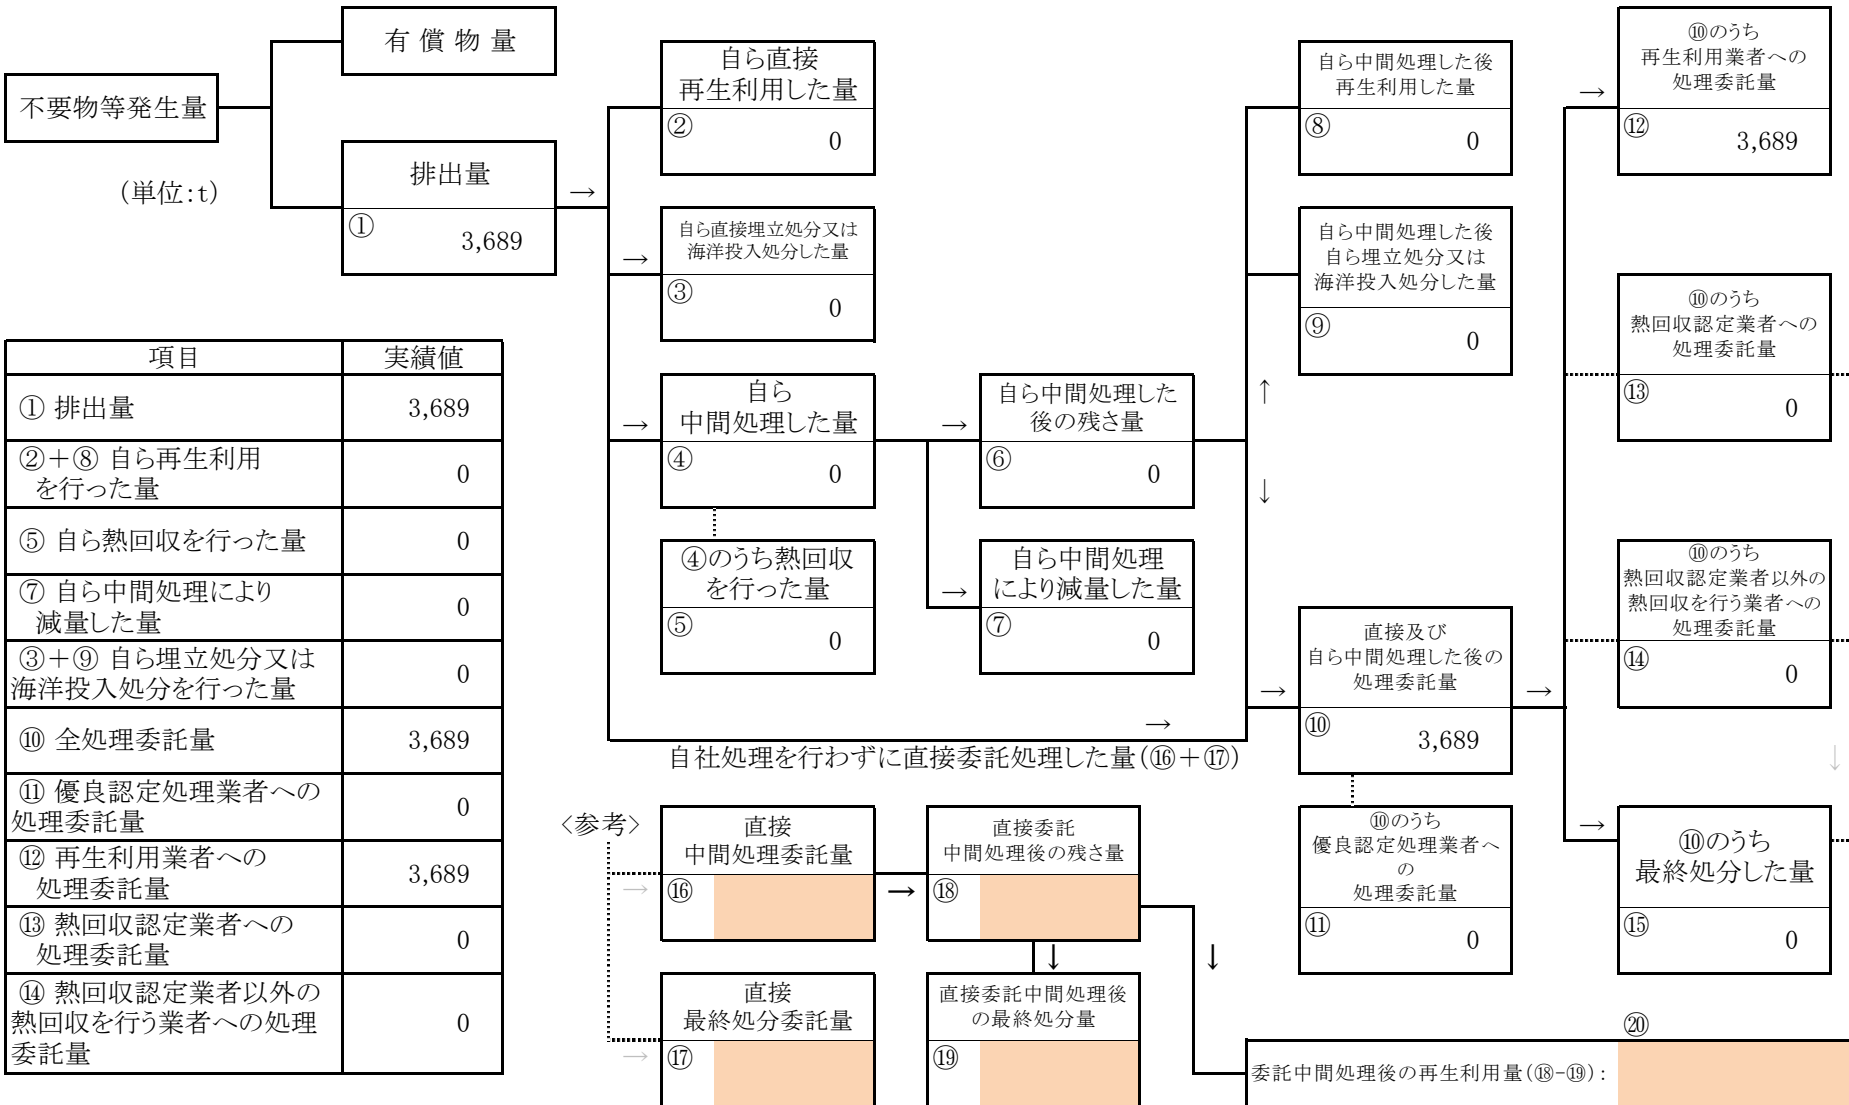 不要物等発生量
有償物量
(単位:t)
排出量
①
3,689
→
自ら直接
再生利用した量
②
0
→
自ら直接埋立処分又は
海洋投入処分した量
③
0
→
自ら
中間処理した量
④
0
④のうち熱回収
を行った量
⑤
0
→
自ら中間処理した
後の残さ量
⑥
0
→
自ら中間処理
により減量した量
⑦
0
↑
↓
自ら中間処理した後
再生利用した量
⑧
0
自ら中間処理した後
自ら埋立処分又は
海洋投入処分した量
⑨
0
→
自社処理を行わずに直接委託処理した量(⑯+⑰)
→
直接及び
自ら中間処理した後の
処理委託量
⑩
3,689
→
⑩のうち
優良認定処理業者へ
の
処理委託量
⑪
0
→
⑩のうち
再生利用業者への
処理委託量
⑫
3,689
⑩のうち
熱回収認定業者への
処理委託量
⑬
0
⑩のうち
熱回収認定業者以外の
熱回収を行う業者への
処理委託量
⑭
0
↓
→
⑩のうち
最終処分した量
⑮
0
項目 実績値
① 排出量 3,689
②+⑧ 自ら再生利用
を行った量 0
⑤ 自ら熱回収を行った量 0
⑦ 自ら中間処理により
減量した量 0
③+⑨ 自ら埋立処分又は
海洋投入処分を行った量 0
⑩ 全処理委託量 3,689
⑪ 優良認定処理業者への
処理委託量 0
⑫ 再生利用業者への
処理委託量 3,689
⑬ 熱回収認定業者への
処理委託量 0
⑭ 熱回収認定業者以外の
熱回収を行う業者への処理
委託量 0
<参考>
→
直接
中間処理委託量
⑯
→
直接委託
中間処理後の残さ量
⑱
↓
↓
→
直接
最終処分委託量
⑰
直接委託中間処理後
の最終処分量
⑲
⑳
委託中間処理後の再生利用量(⑱-⑲):